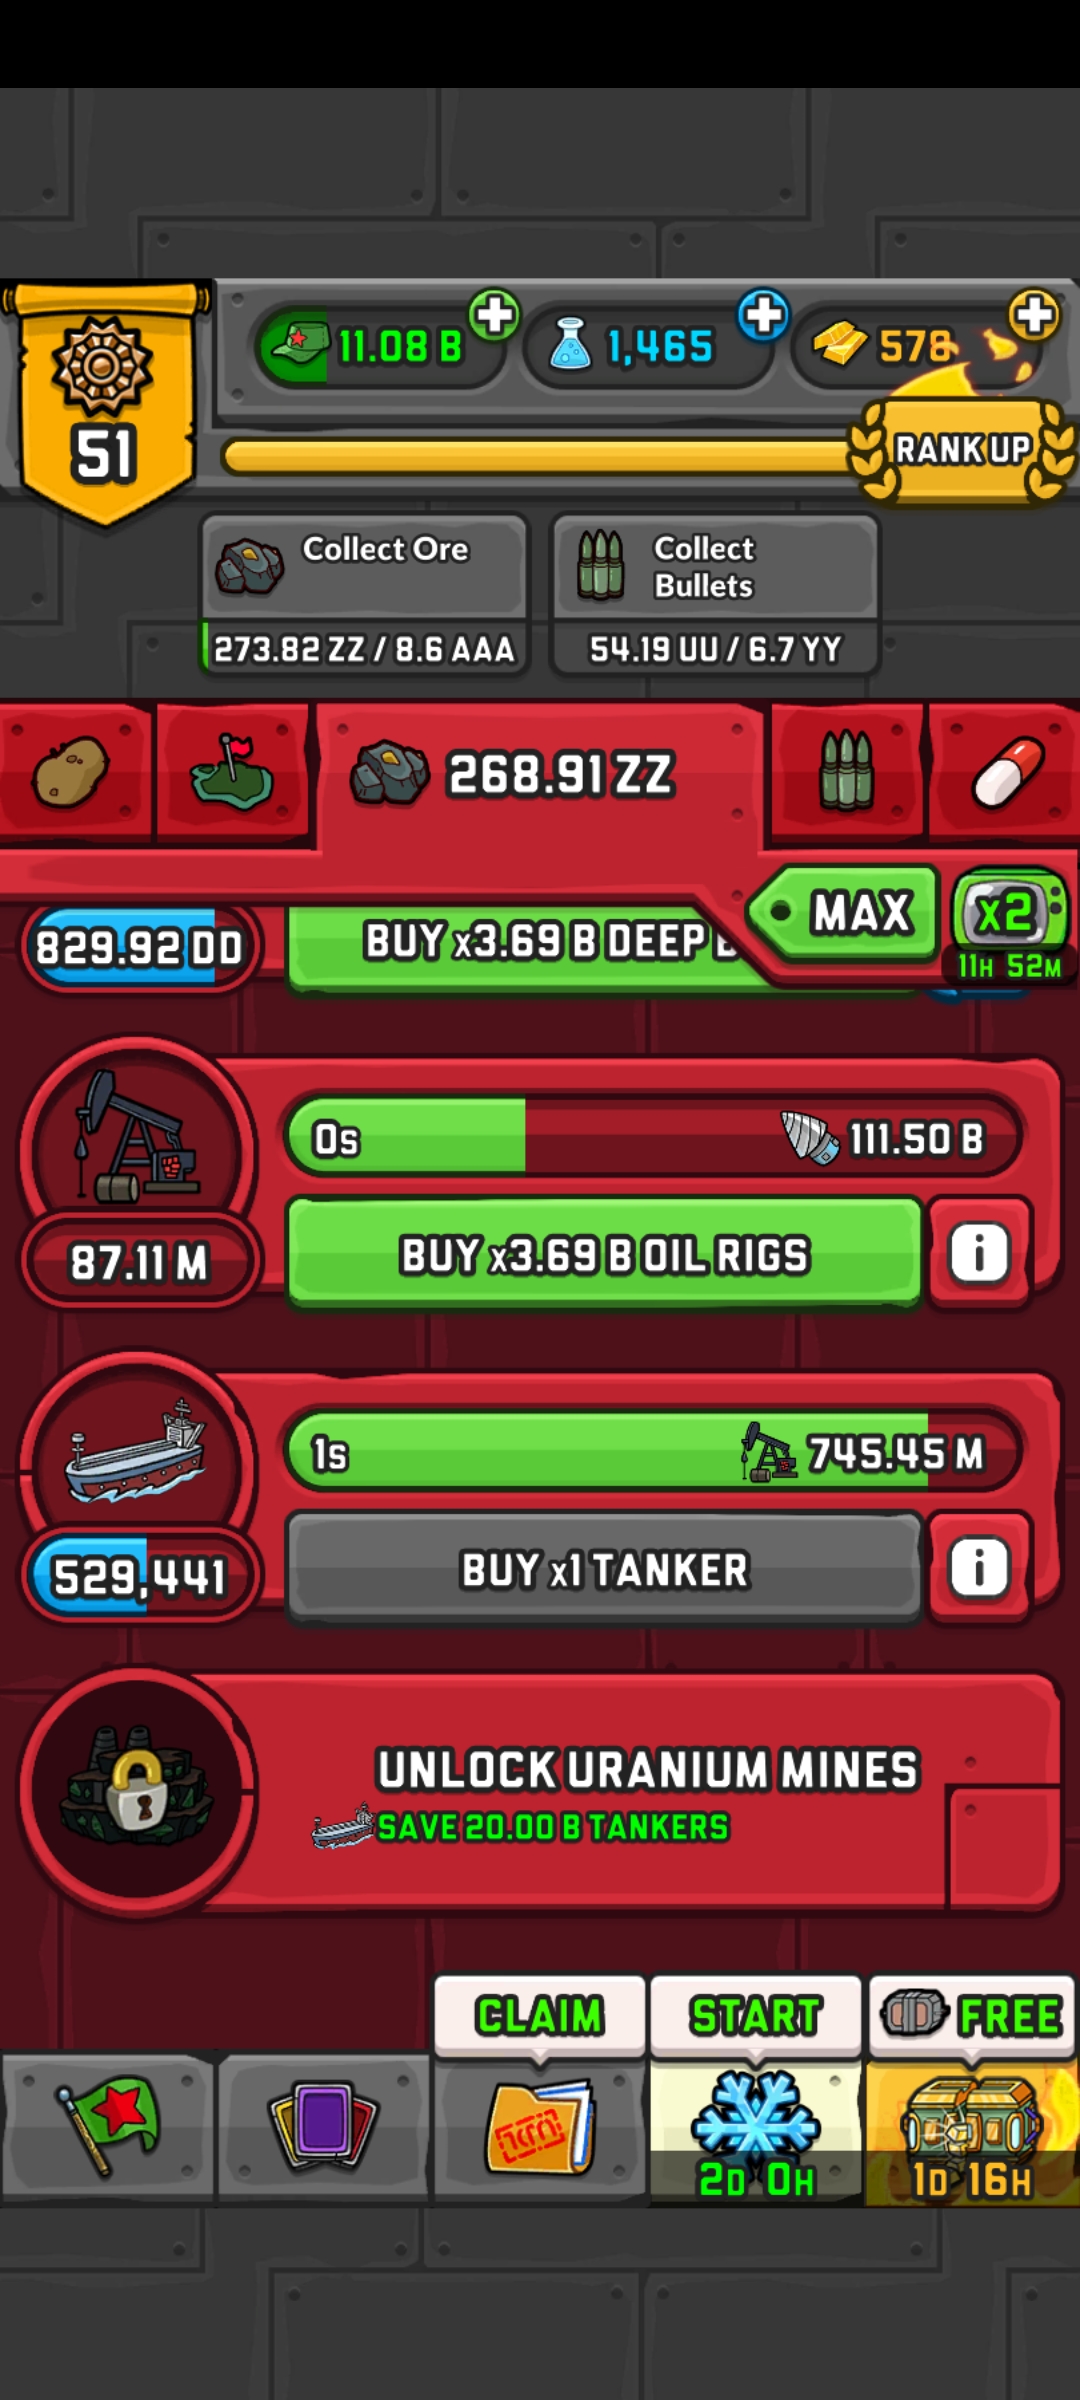 11.08 B
1,465
578
51
RANK UP
Collect Ore
273.82 ZZ / 8.6 AAA
Collect
Bullets
54.19 UU / 6.7 YY
268.91 ZZ
MAX
x2
11H 52M
829.92 DD
BUY x3.69 B DEEP
0s
111.50 B
87.11 M
BUY x3.69 B OIL RIGS
i
1s
745.45 M
529,441
BUY x1 TANKER
i
UNLOCK URANIUM MINES
SAVE 20.00 B TANKERS
CLAIM
START
FREE
2D 0H
1D 16H